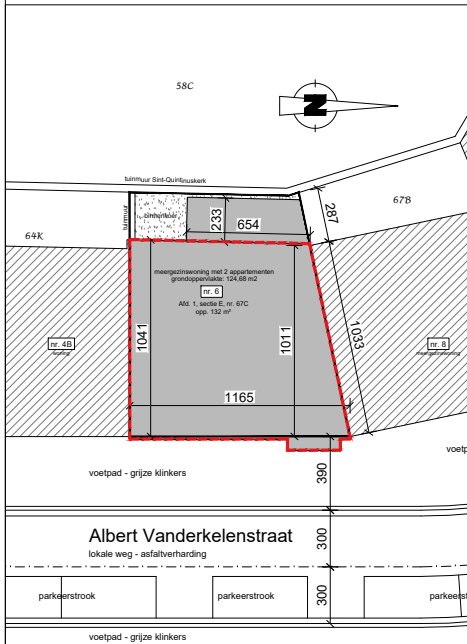 58C
N
tuinmuur Sint-Quintinuskerk
287
67B
tuinmuur
binnenkoer
233
654
64K
meergezinswoning met 2 appartementen
grondoppervlakte: 124,68 m2
nr. 6
Afd. 1, sectie E, nr. 67C
opp. 132 m²
1041
1011
1033
nr. 4B
woning
nr. 8
meergezinswoning
1165
voetpad - grijze klinkers
390
voetp
Albert Vanderkelenstraat
lokale weg - asfaltverharding
300
300
parkeerstrook
parkeerstrook
parkeerst
voetpad - grijze klinkers